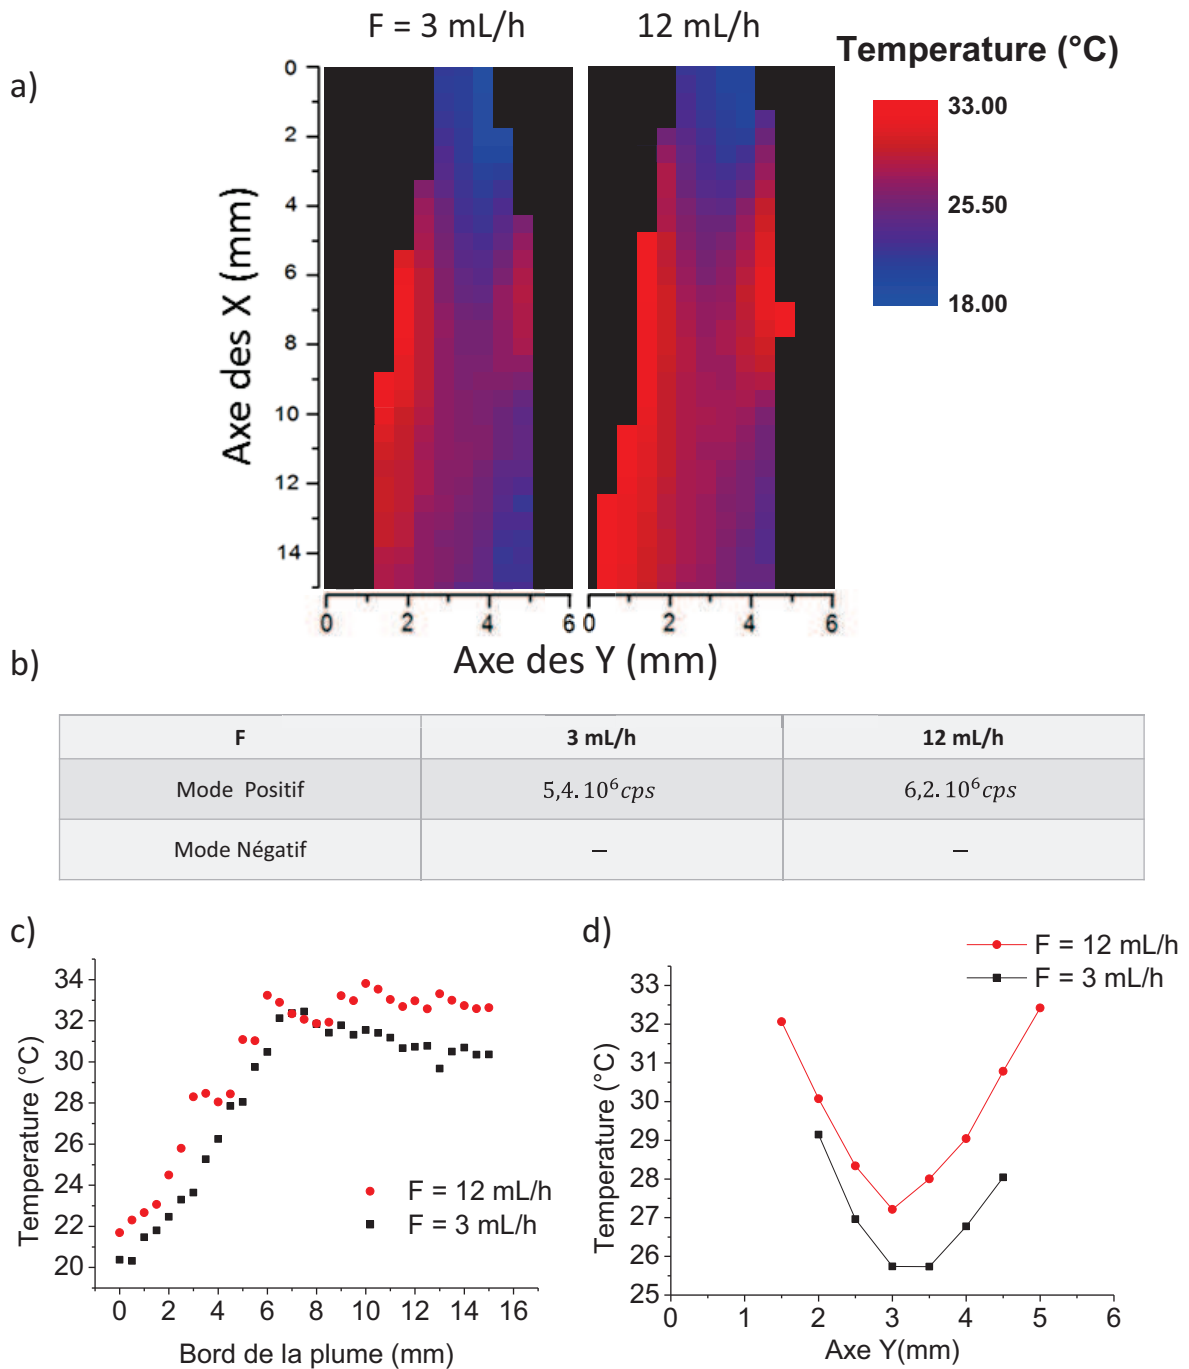 F = 3 mL/h
12 mL/h
Temperature (°C)
a)
33.00
25.50
18.00
0
2
4
6
8
10
12
14
Axe des X (mm)
0 2 4 6
0 2 4 6
Axe des Y (mm)
b)
F 3 mL/h 12 mL/h
Mode Positif 5,4. 10⁶ cps 6,2. 10⁶ cps
Mode Négatif – –
c)
34
32
30
28
26
24
22
20
Temperature (°C)
F = 12 mL/h
F = 3 mL/h
0 2 4 6 8 10 12 14 16
Bord de la plume (mm)
d)
F = 12 mL/h
F = 3 mL/h
33
32
31
30
29
28
27
26
25
Temperature (°C)
0 1 2 3 4 5 6
Axe Y(mm)